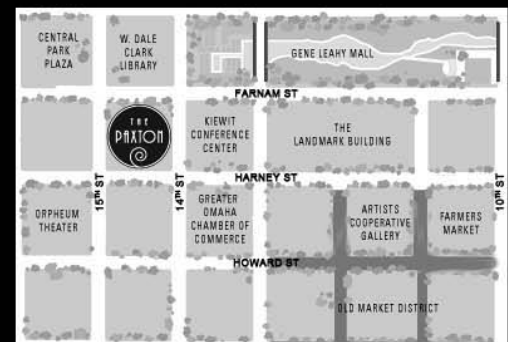 CENTRAL
PARK
PLAZA
W. DALE
CLARK
LIBRARY
GENE LEAHY MALL
FARNAM ST
THE
PAXTON
KIEWIT
CONFERENCE
CENTER
THE
LANDMARK BUILDING
15TH ST
14TH ST
HARNEY ST
10TH ST
ORPHEUM
THEATER
GREATER
OMAHA
CHAMBER OF
COMMERCE
ARTISTS
COOPERATIVE
GALLERY
FARMERS
MARKET
HOWARD ST
OLD MARKET DISTRICT